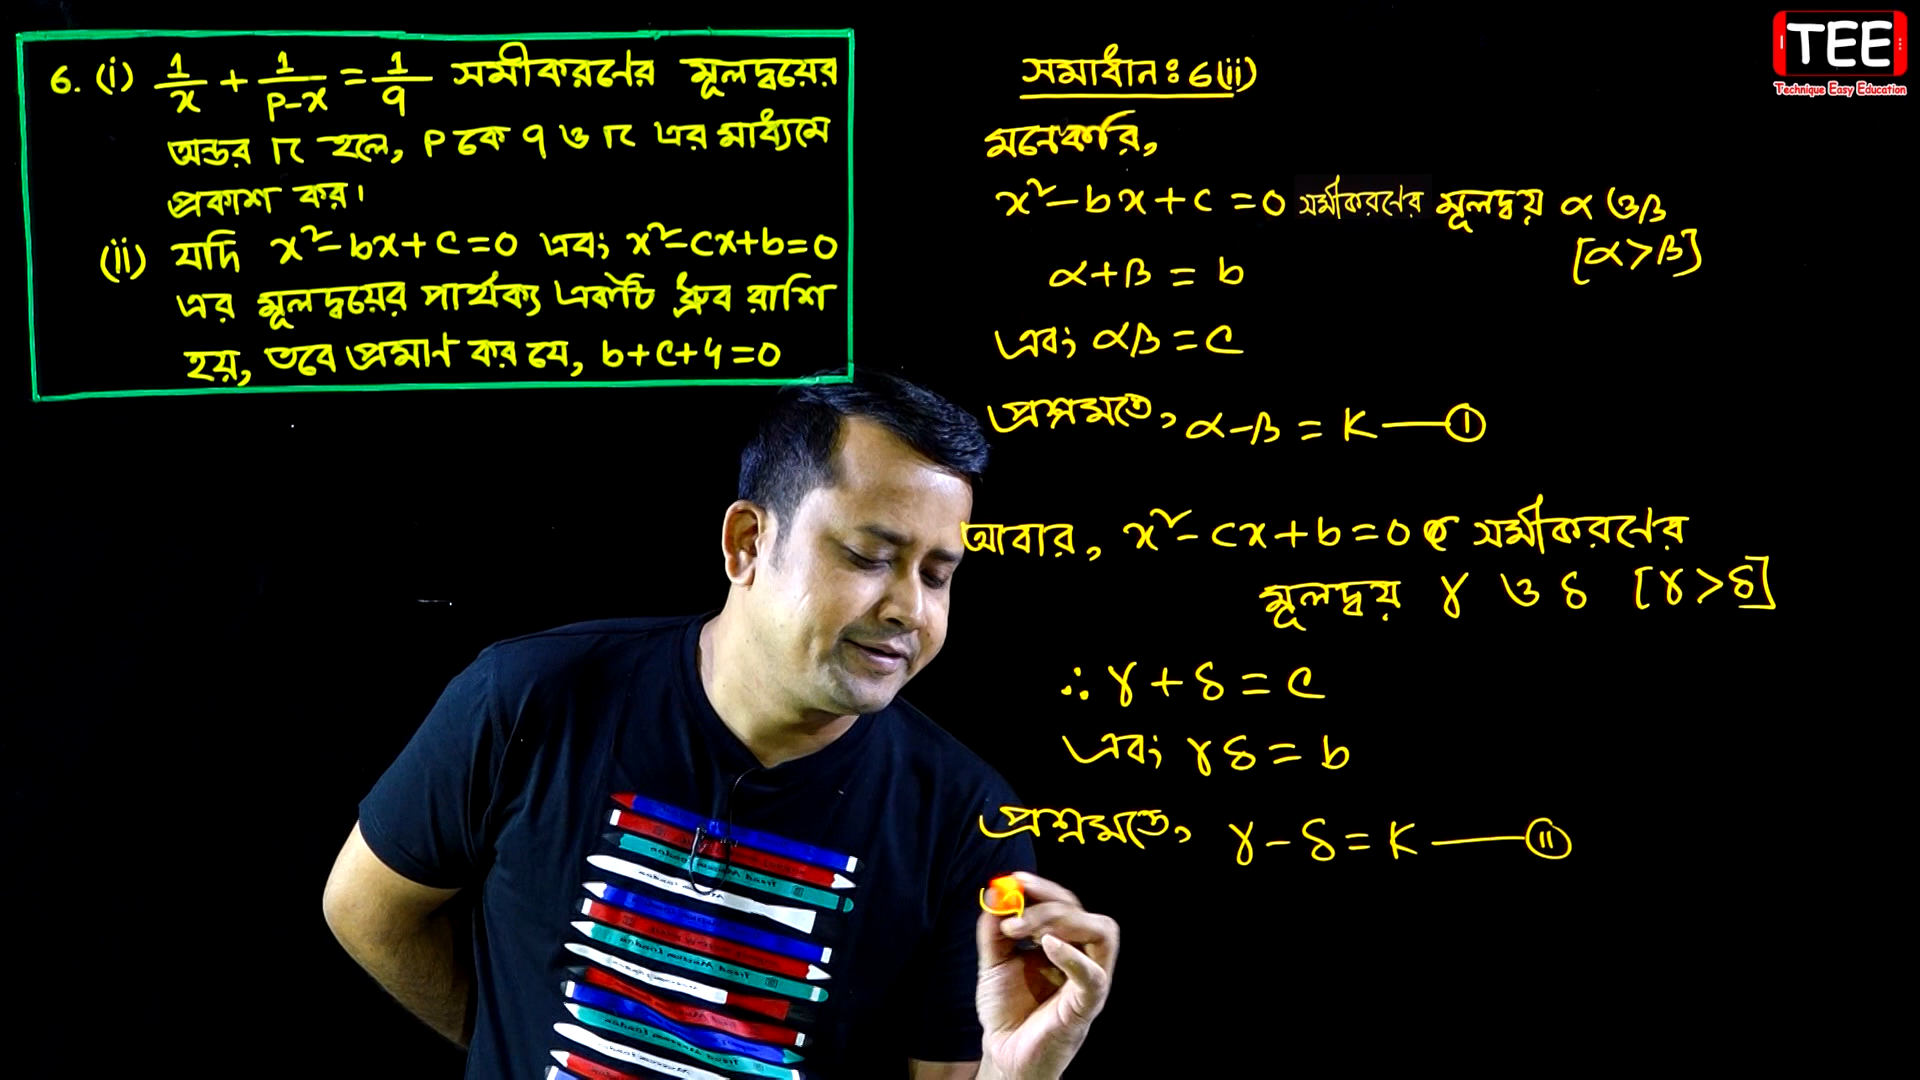 6. (i) 1/x + 1/p-x = 1/q সমীকরণের মূলদ্বয়ের
অন্তর r হলে, p কে q ও r এর মাধ্যমে
প্রকাশ কর।
(ii) যদি x²-bx+c=0 এবং x²-cx+b=0
এর মূলদ্বয়ের পার্থক্য একটি ধ্রুব রাশি
হয়, তবে প্রমাণ কর যে, b+c+4=0
সমাধানঃ 6(ii)
মনেকরি,
x²-bx+c=0 সমীকরণের মূলদ্বয় α ও β
[α>β]
α+β = b
এবং αβ = c
প্রশ্নমতে, α-β = K —— (I)
আবার, x²-cx+b=0 সমীকরণের
মূলদ্বয় γ ও δ [γ>δ]
∴ γ+δ = c
এবং γδ = b
প্রশ্নমতে, γ-δ = K —— (II)
TEE
Technique Easy Education